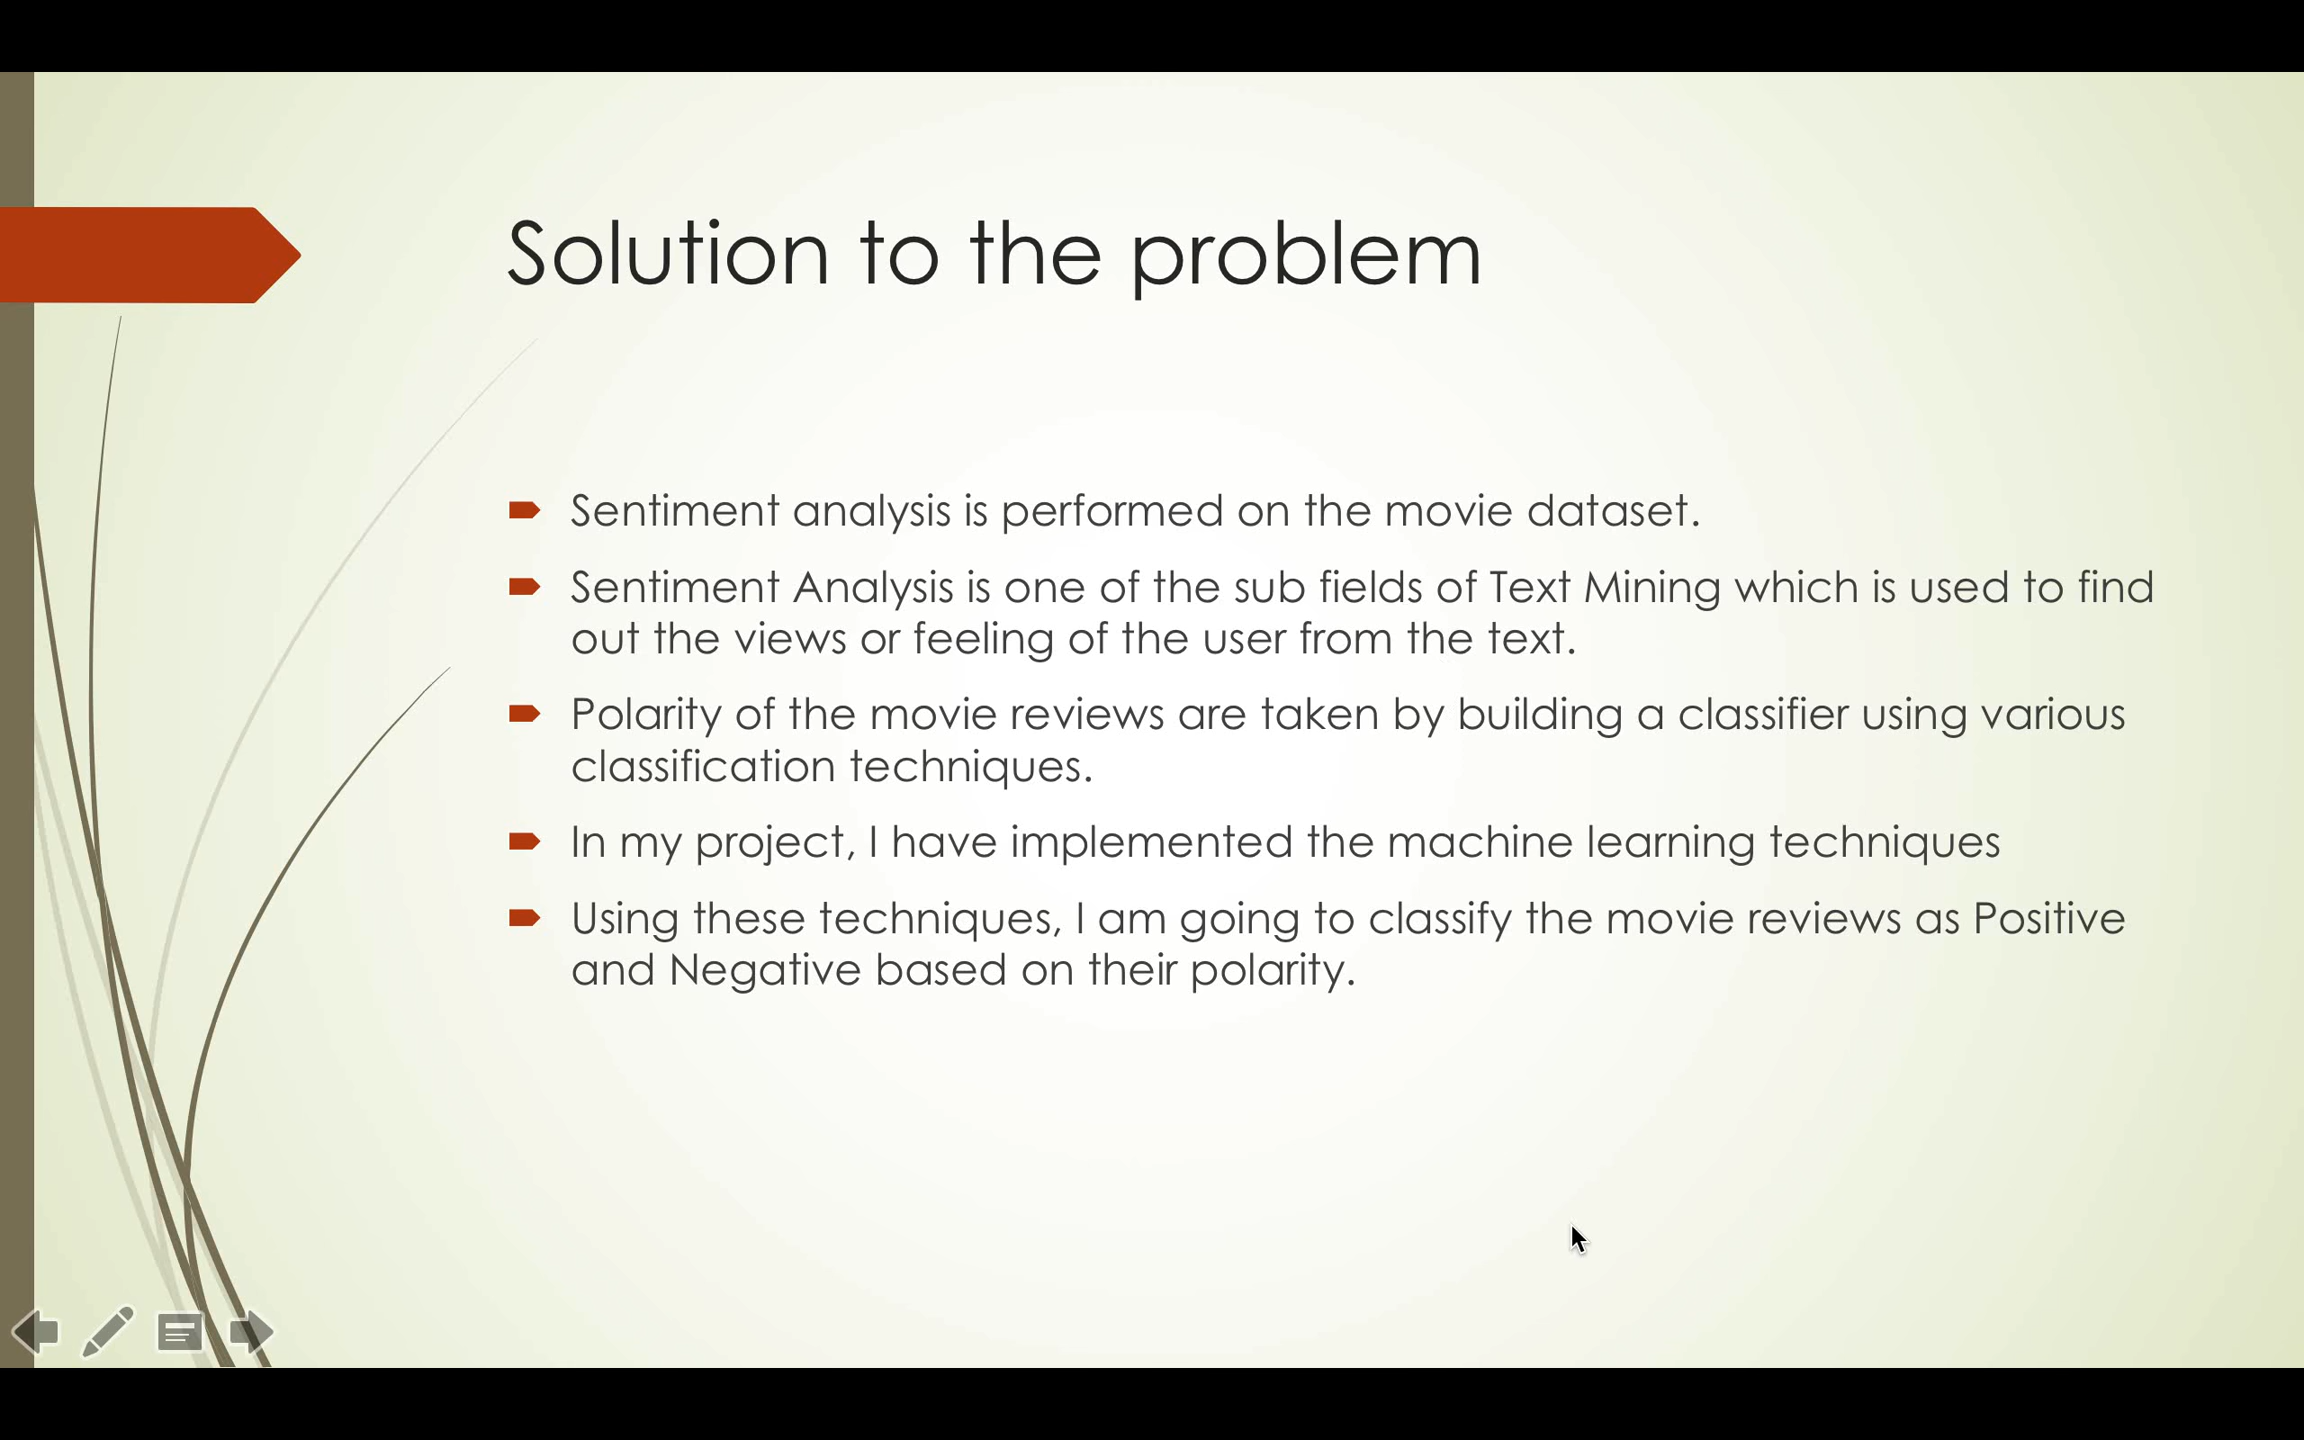 Solution to the problem
Sentiment analysis is performed on the movie dataset.
Sentiment Analysis is one of the sub fields of Text Mining which is used to find
out the views or feeling of the user from the text.
Polarity of the movie reviews are taken by building a classifier using various
classification techniques.
In my project, I have implemented the machine learning techniques
Using these techniques, I am going to classify the movie reviews as Positive
and Negative based on their polarity.